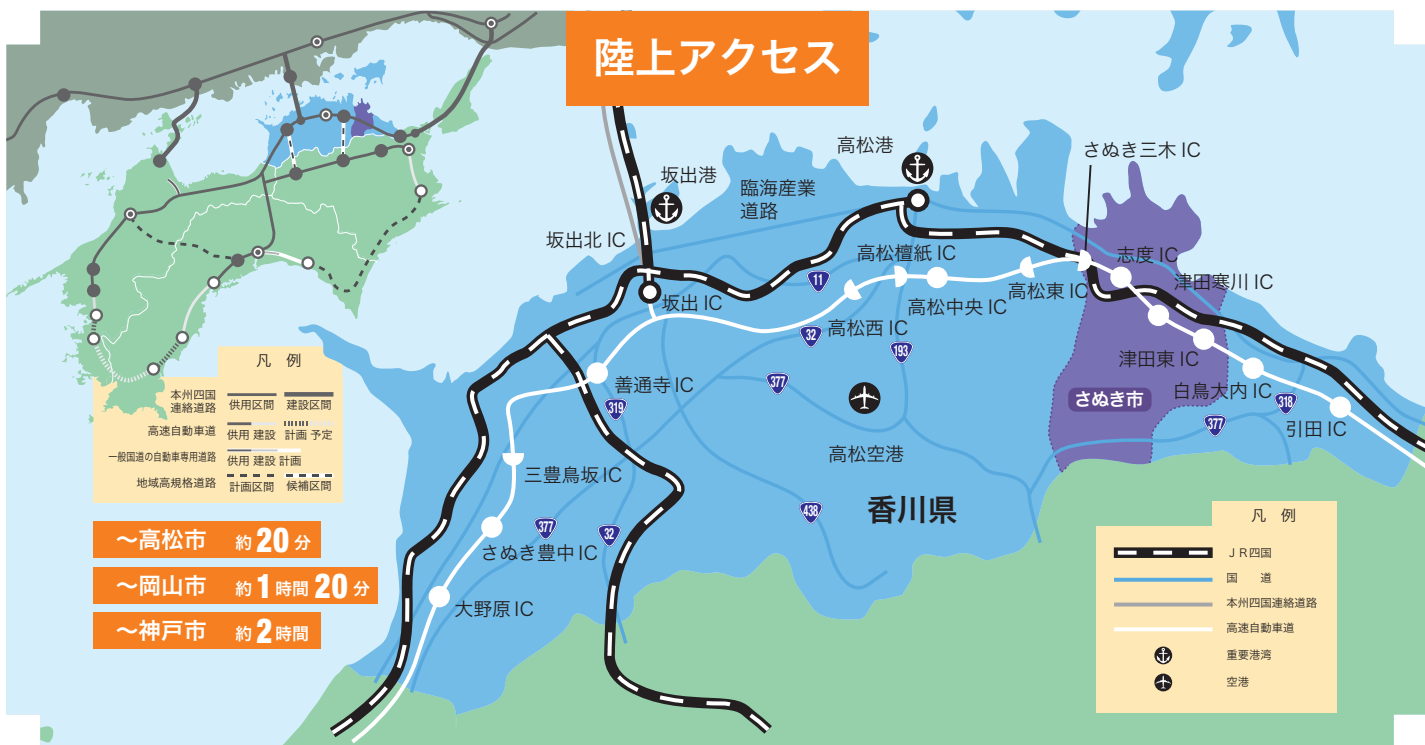 陸上アクセス
高松港
さぬき三木 IC
坂出港
臨海産業
道路
坂出北 IC
高松檀紙 IC
志度 IC
11
津田寒川 IC
高松東 IC
坂出 IC
高松中央 IC
高松西 IC
32
193
津田東 IC
善通寺 IC
377
白鳥大内 IC
さぬき市
319
318
377
引田 IC
高松空港
三豊鳥坂 IC
香川県
438
377
32
さぬき豊中 IC
大野原 IC
凡 例
本州四国
連絡道路
供用区間 建設区間
高速自動車道 供用 建設 計画 予定
一般国道の自動車専用道路 供用 建設 計画
地域高規格道路 計画区間 候補区間
～高松市 約20分
～岡山市 約1時間20分
～神戸市 約2時間
凡 例
JR四国
国 道
本州四国連絡道路
高速自動車道
重要港湾
空港